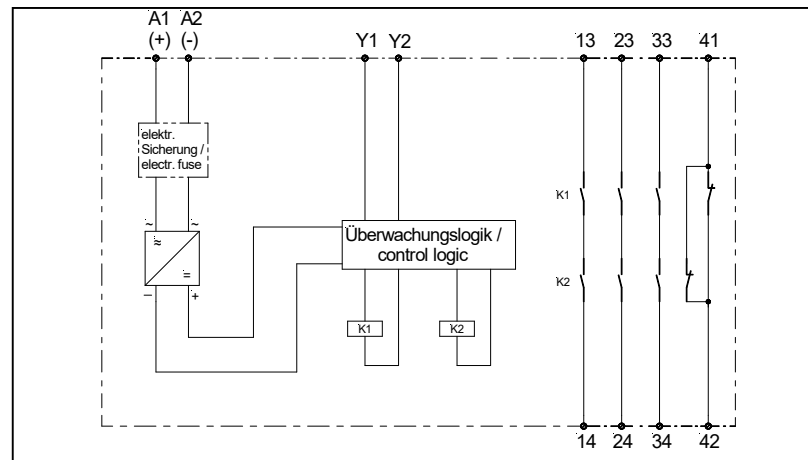 A1 A2 Y1 Y2 13 23 33 41
(+) (-)
elektr.
Sicherung /
electr. fuse
~ ~
≈
=
– +
Überwachungslogik /
control logic
K1 K2
K1
K2
14 24 34 42